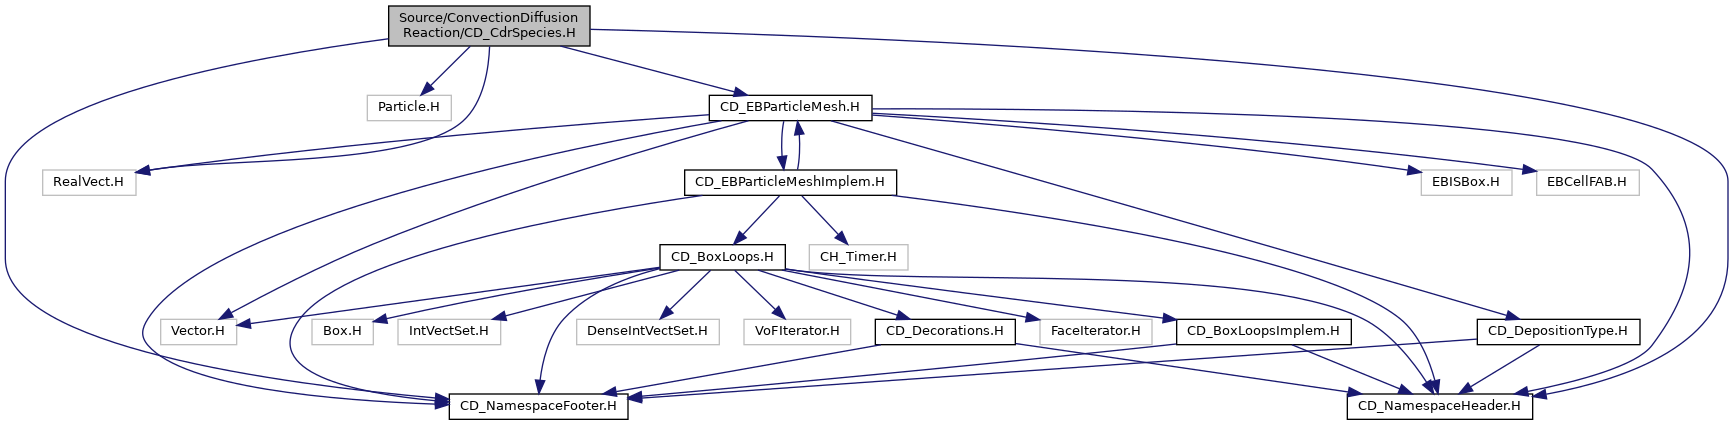 Source/ConvectionDiffusion
Reaction/CD_CdrSpecies.H
Particle.H
CD_EBParticleMesh.H
RealVect.H
CD_EBParticleMeshImplem.H
EBISBox.H
EBCellFAB.H
CD_BoxLoops.H
CH_Timer.H
Vector.H
Box.H
IntVectSet.H
DenseIntVectSet.H
VoFIterator.H
CD_Decorations.H
FaceIterator.H
CD_BoxLoopsImplem.H
CD_DepositionType.H
CD_NamespaceFooter.H
CD_NamespaceHeader.H